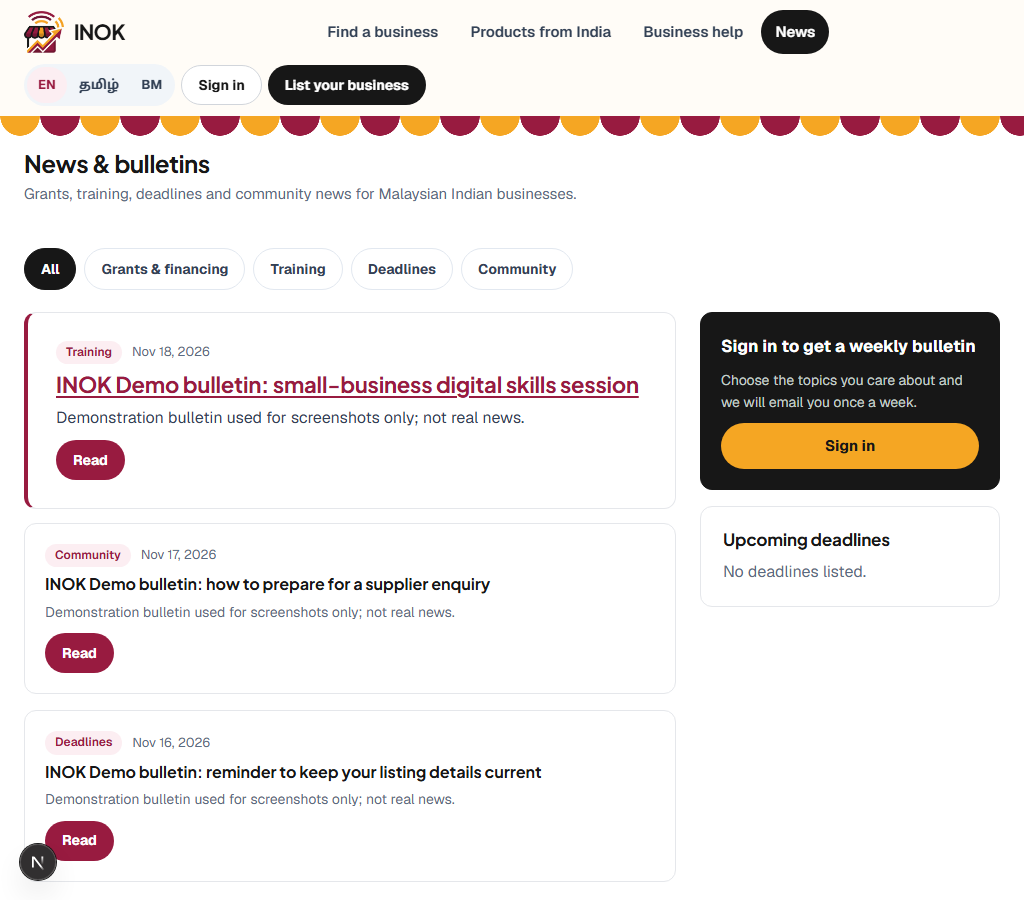 INOK
Find a business
Products from India
Business help
News
EN
தமிழ்
BM
Sign in
List your business
News & bulletins
Grants, training, deadlines and community news for Malaysian Indian businesses.
All
Grants & financing
Training
Deadlines
Community
Training
Nov 18, 2026
INOK Demo bulletin: small-business digital skills session
Demonstration bulletin used for screenshots only; not real news.
Read
Community
Nov 17, 2026
INOK Demo bulletin: how to prepare for a supplier enquiry
Demonstration bulletin used for screenshots only; not real news.
Read
Deadlines
Nov 16, 2026
INOK Demo bulletin: reminder to keep your listing details current
Demonstration bulletin used for screenshots only; not real news.
Read
N
Sign in to get a weekly bulletin
Choose the topics you care about and
we will email you once a week.
Sign in
Upcoming deadlines
No deadlines listed.